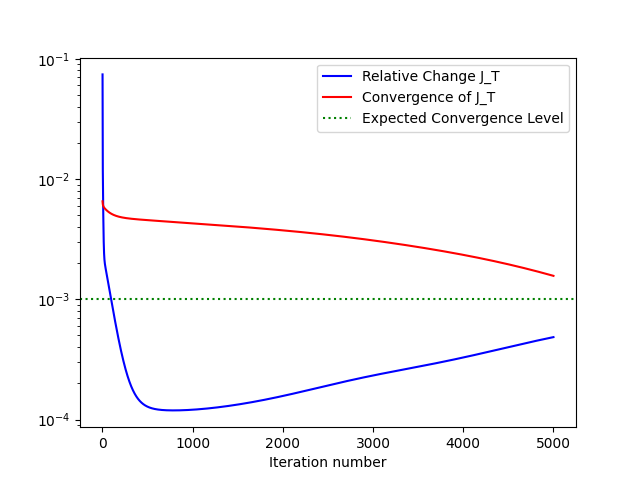 Relative Change J_T
Convergence of J_T
Expected Convergence Level
10⁻¹
10⁻²
10⁻³
10⁻⁴
0 1000 2000 3000 4000 5000
Iteration number